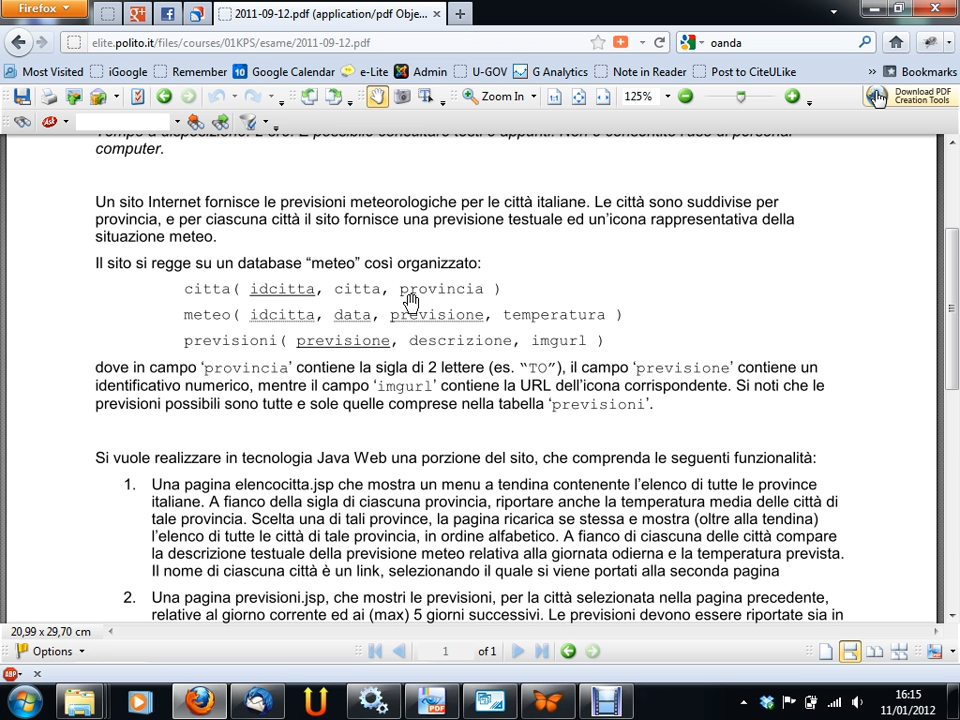 Firefox
2011-09-12.pdf (application/pdf Obje...
elite.polito.it/files/courses/01KPS/esame/2011-09-12.pdf
oanda
Most Visited iGoogle Remember 10 Google Calendar e-Lite Admin U-GOV G Analytics Note in Reader Post to CiteULike » Bookmarks
Zoom In 125% Download PDF Creation Tools
Ask
computer.
Un sito Internet fornisce le previsioni meteorologiche per le città italiane. Le città sono suddivise per
provincia, e per ciascuna città il sito fornisce una previsione testuale ed un’icona rappresentativa della
situazione meteo.
Il sito si regge su un database “meteo” così organizzato:
citta( idcitta, citta, provincia )
meteo( idcitta, data, previsione, temperatura )
previsioni( previsione, descrizione, imgurl )
dove in campo ‘provincia’ contiene la sigla di 2 lettere (es. “TO”), il campo ‘previsione’ contiene un
identificativo numerico, mentre il campo ‘imgurl’ contiene la URL dell’icona corrispondente. Si noti che le
previsioni possibili sono tutte e sole quelle comprese nella tabella ‘previsioni’.
Si vuole realizzare in tecnologia Java Web una porzione del sito, che comprenda le seguenti funzionalità:
1. Una pagina elencocitta.jsp che mostra un menu a tendina contenente l’elenco di tutte le province
italiane. A fianco della sigla di ciascuna provincia, riportare anche la temperatura media delle città di
tale provincia. Scelta una di tali province, la pagina ricarica se stessa e mostra (oltre alla tendina)
l’elenco di tutte le città di tale provincia, in ordine alfabetico. A fianco di ciascuna delle città compare
la descrizione testuale della previsione meteo relativa alla giornata odierna e la temperatura prevista.
Il nome di ciascuna città è un link, selezionando il quale si viene portati alla seconda pagina
2. Una pagina previsioni.jsp, che mostri le previsioni, per la città selezionata nella pagina precedente,
relative al giorno corrente ed ai (max) 5 giorni successivi. Le previsioni devono essere riportate sia in
20,99 x 29,70 cm
Options 1 of 1
ABP
16:15
11/01/2012